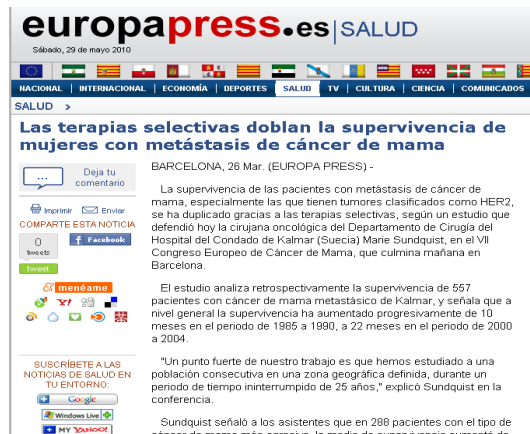 europapress.es|SALUD
Sábado, 29 de mayo 2010
NACIONAL | INTERNACIONAL | ECONOMÍA | DEPORTES SALUD TV | CULTURA | CIENCIA | COMUNICADOS
SALUD >
Las terapias selectivas doblan la supervivencia de
mujeres con metástasis de cáncer de mama
Deja tu
comentario
Imprimir Enviar
COMPARTE ESTA NOTICIA
0
tweets
Facebook
tweet
menéame
SUSCRÍBETE A LAS
NOTICIAS DE SALUD EN
TU ENTORNO:
Google
Windows Live
MY YAHOO!
BARCELONA, 26 Mar. (EUROPA PRESS) -
La supervivencia de las pacientes con metástasis de cáncer de
mama, especialmente las que tienen tumores clasificados como HER2,
se ha duplicado gracias a las terapias selectivas, según un estudio que
defendió hoy la cirujana oncológica del Departamento de Cirugía del
Hospital del Condado de Kalmar (Suecia) Marie Sundquist, en el VII
Congreso Europeo de Cáncer de Mama, que culmina mañana en
Barcelona.
El estudio analiza retrospectivamente la supervivencia de 557
pacientes con cáncer de mama metastásico de Kalmar, y señala que a
nivel general la supervivencia ha aumentado progresivamente de 10
meses en el periodo de 1985 a 1990, a 22 meses en el periodo de 2000
a 2004.
"Un punto fuerte de nuestro trabajo es que hemos estudiado a una
población consecutiva en una zona geográfica definida, durante un
periodo de tiempo ininterrumpido de 25 años," explicó Sundquist en la
conferencia.
Sundquist señaló a los asistentes que en 288 pacientes con el tipo de